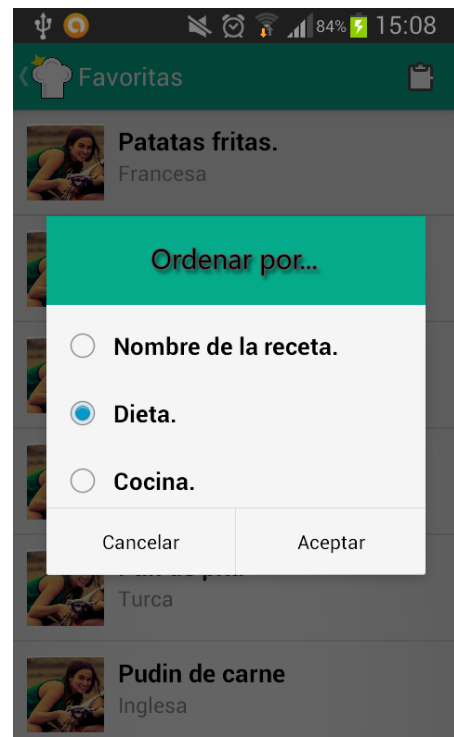 84% 15:08
Favoritas
Patatas fritas.
Francesa
Ordenar por...
Nombre de la receta.
Dieta.
Cocina.
Cancelar Aceptar
Turca
Pudin de carne
Inglesa